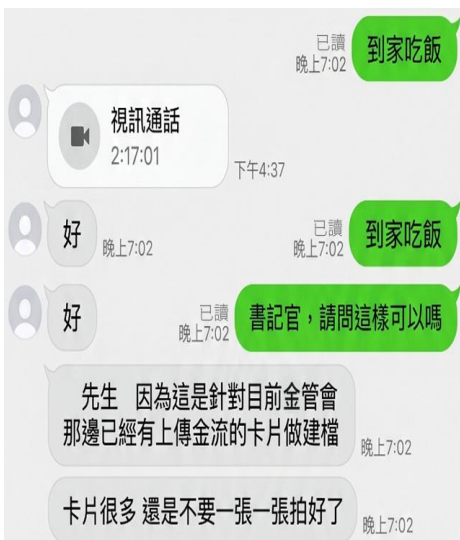 已讀
晚上7:02
到家吃飯
視訊通話
2:17:01
下午4:37
好
晚上7:02
已讀
晚上7:02
到家吃飯
好
已讀
晚上7:02
書記官，請問這樣可以嗎
先生 因為這是針對目前金管會
那邊已經有上傳金流的卡片做建檔
晚上7:02
卡片很多 還是不要一張一張拍好了
晚上7:02